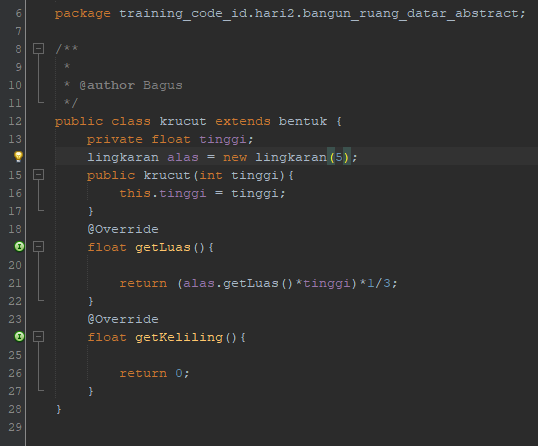 6 package training_code_id.hari2.bangun_ruang_datar_abstract;
7
8 /**
9 *
10 * @author Bagus
11 */
12 public class krucut extends bentuk {
13 private float tinggi;
lingkaran alas = new lingkaran(5);
15 public krucut(int tinggi){
16 this.tinggi = tinggi;
17 }
18 @Override
float getLuas(){
20
21 return (alas.getLuas()*tinggi)*1/3;
22 }
23 @Override
float getKeliling(){
25
26 return 0;
27 }
28 }
29